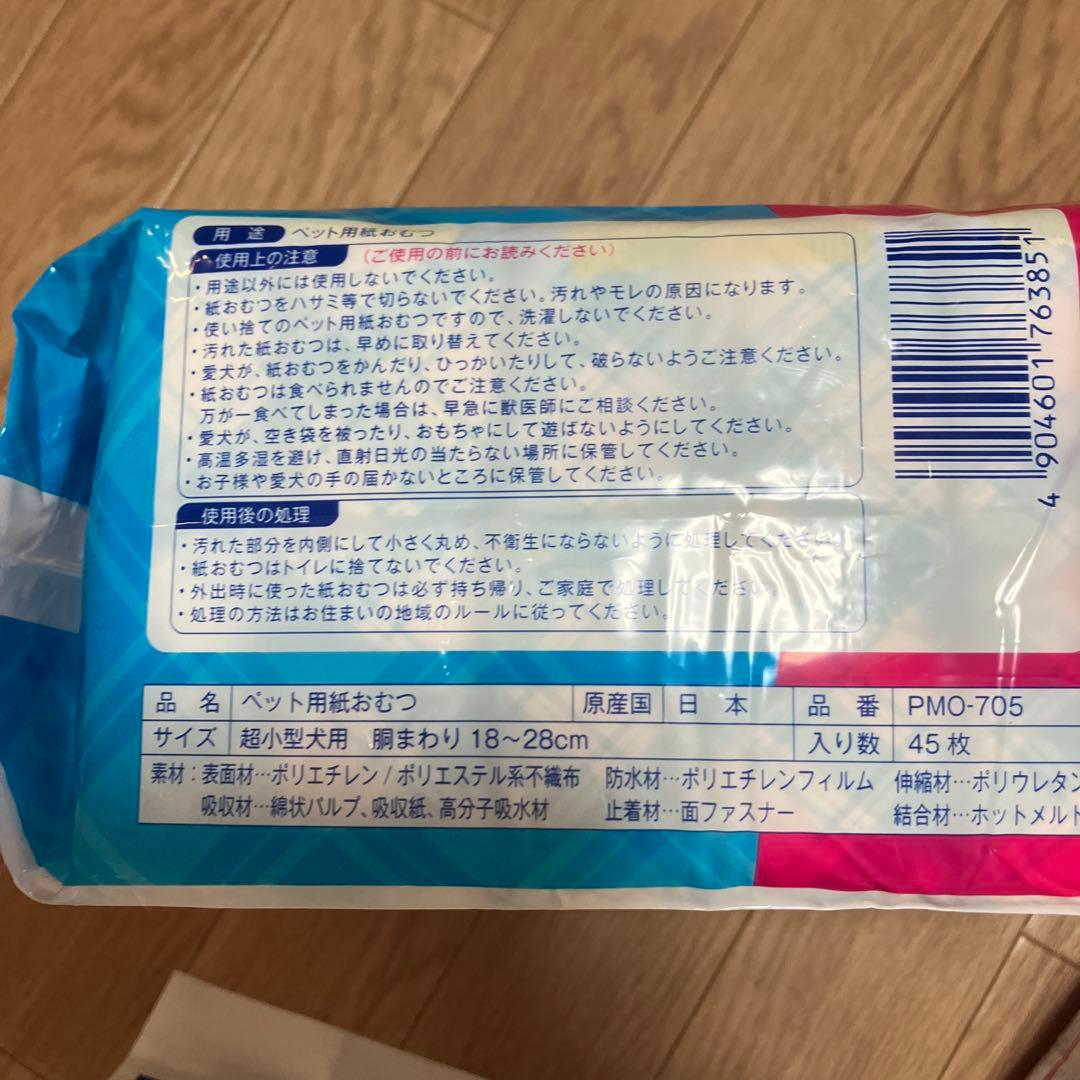 用途 ペット用紙おむつ
使用上の注意 (ご使用の前にお読みください)
・用途以外には使用しないでください。
・紙おむつをハサミ等で切らないでください。汚れやモレの原因になります。
・使い捨てのペット用紙おむつですので、洗濯しないでください。
・汚れた紙おむつは、早めに取り替えてください。
・愛犬が、紙おむつをかんだり、ひっかいたりして、破らないようご注意ください。
・紙おむつは食べられませんのでご注意ください。
万が一食べてしまった場合は、早急に獣医師にご相談ください。
・愛犬が、空き袋を被ったり、おもちゃにして遊ばないようにしてください。
・高温多湿を避け、直射日光の当たらない場所に保管してください。
・お子様や愛犬の手の届かないところに保管してください。
使用後の処理
・汚れた部分を内側にして小さく丸め、不衛生にならないように処理してください。
・紙おむつはトイレに捨てないでください。
・外出時に使った紙おむつは必ず持ち帰り、ご家庭で処理してください。
・処理の方法はお住まいの地域のルールに従ってください。
4 904601 763851
品名 ペット用紙おむつ 原産国 日本 品番 PMO-705
サイズ 超小型犬用 胴まわり18～28cm 入り数 45枚
素材：表面材…ポリエチレン/ポリエステル系不織布 防水材…ポリエチレンフィルム 伸縮材…ポリウレタン
吸収材…綿状パルプ、吸収紙、高分子吸水材 止着材…面ファスナー 結合材…ホットメルト